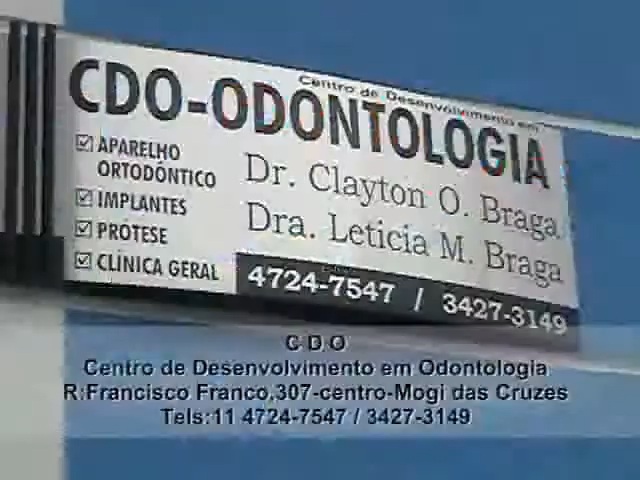 Centro de Desenvolvimento em
CDO-ODONTOLOGIA
☑ APARELHO
ORTODÔNTICO
☑ IMPLANTES
☑ PRÓTESE
☑ CLÍNICA GERAL
Dr. Clayton O. Braga
Dra. Leticia M. Braga
4724-7547 / 3427-3149
C D O
Centro de Desenvolvimento em Odontologia
R:Francisco Franco,307-centro-Mogi das Cruzes
Tels:11 4724-7547 / 3427-3149